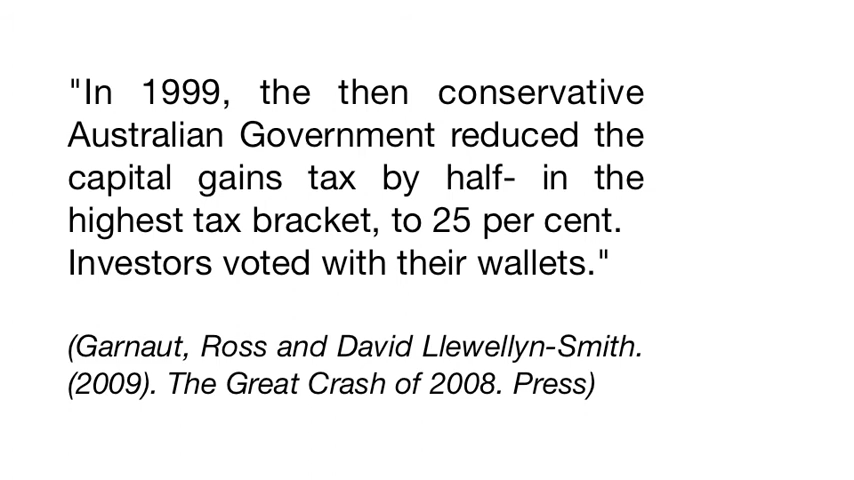 "In 1999, the then conservative
Australian Government reduced the
capital gains tax by half- in the
highest tax bracket, to 25 per cent.
Investors voted with their wallets."
(Garnaut, Ross and David Llewellyn-Smith.
(2009). The Great Crash of 2008. Press)